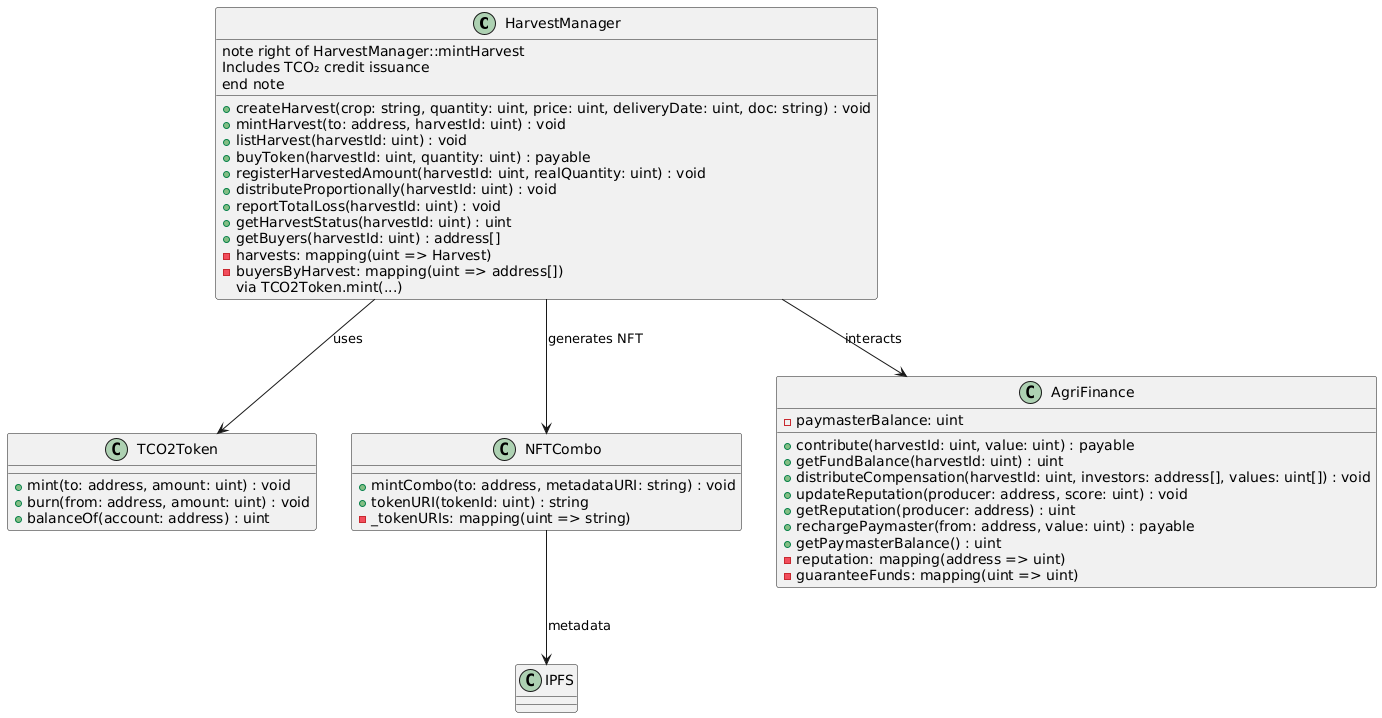 C HarvestManager
note right of HarvestManager::mintHarvest
Includes TCO₂ credit issuance
end note
createHarvest(crop: string, quantity: uint, price: uint, deliveryDate: uint, doc: string) : void
mintHarvest(to: address, harvestId: uint) : void
listHarvest(harvestId: uint) : void
buyToken(harvestId: uint, quantity: uint) : payable
registerHarvestedAmount(harvestId: uint, realQuantity: uint) : void
distributeProportionally(harvestId: uint) : void
reportTotalLoss(harvestId: uint) : void
getHarvestStatus(harvestId: uint) : uint
getBuyers(harvestId: uint) : address[]
harvests: mapping(uint => Harvest)
buyersByHarvest: mapping(uint => address[])
via TCO2Token.mint(...)
uses
generates NFT
interacts
C TCO2Token
mint(to: address, amount: uint) : void
burn(from: address, amount: uint) : void
balanceOf(account: address) : uint
C NFTCombo
mintCombo(to: address, metadataURI: string) : void
tokenURI(tokenId: uint) : string
_tokenURIs: mapping(uint => string)
C AgriFinance
paymasterBalance: uint
contribute(harvestId: uint, value: uint) : payable
getFundBalance(harvestId: uint) : uint
distributeCompensation(harvestId: uint, investors: address[], values: uint[]) : void
updateReputation(producer: address, score: uint) : void
getReputation(producer: address) : uint
rechargePaymaster(from: address, value: uint) : payable
getPaymasterBalance() : uint
reputation: mapping(address => uint)
guaranteeFunds: mapping(uint => uint)
metadata
C IPFS